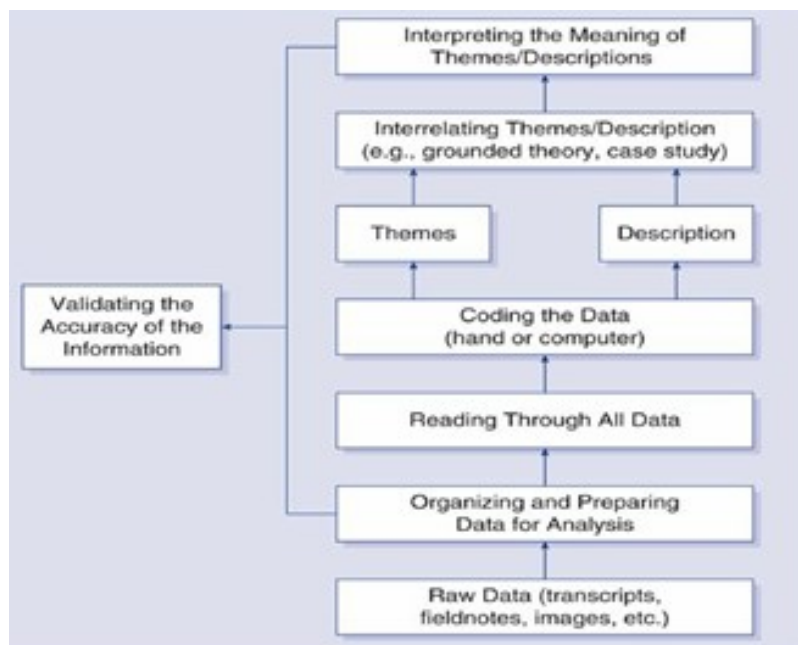 Interpreting the Meaning of
Themes/Descriptions
Interrelating Themes/Description
(e.g., grounded theory, case study)
Themes
Description
Validating the
Accuracy of the
Information
Coding the Data
(hand or computer)
Reading Through All Data
Organizing and Preparing
Data for Analysis
Raw Data (transcripts,
fieldnotes, images, etc.)